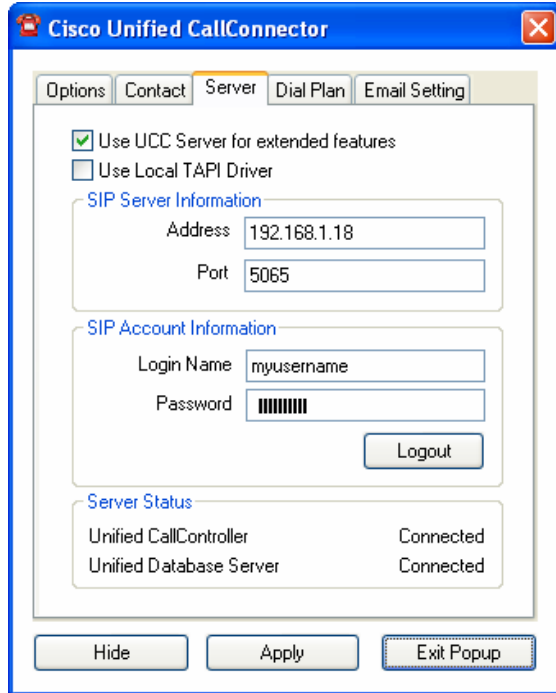 Cisco Unified CallConnector
Options Contact Server Dial Plan Email Setting
Use UCC Server for extended features
Use Local TAPI Driver
SIP Server Information
Address 192.168.1.18
Port 5065
SIP Account Information
Login Name myusername
Password
Logout
Server Status
Unified CallController Connected
Unified Database Server Connected
Hide Apply Exit Popup